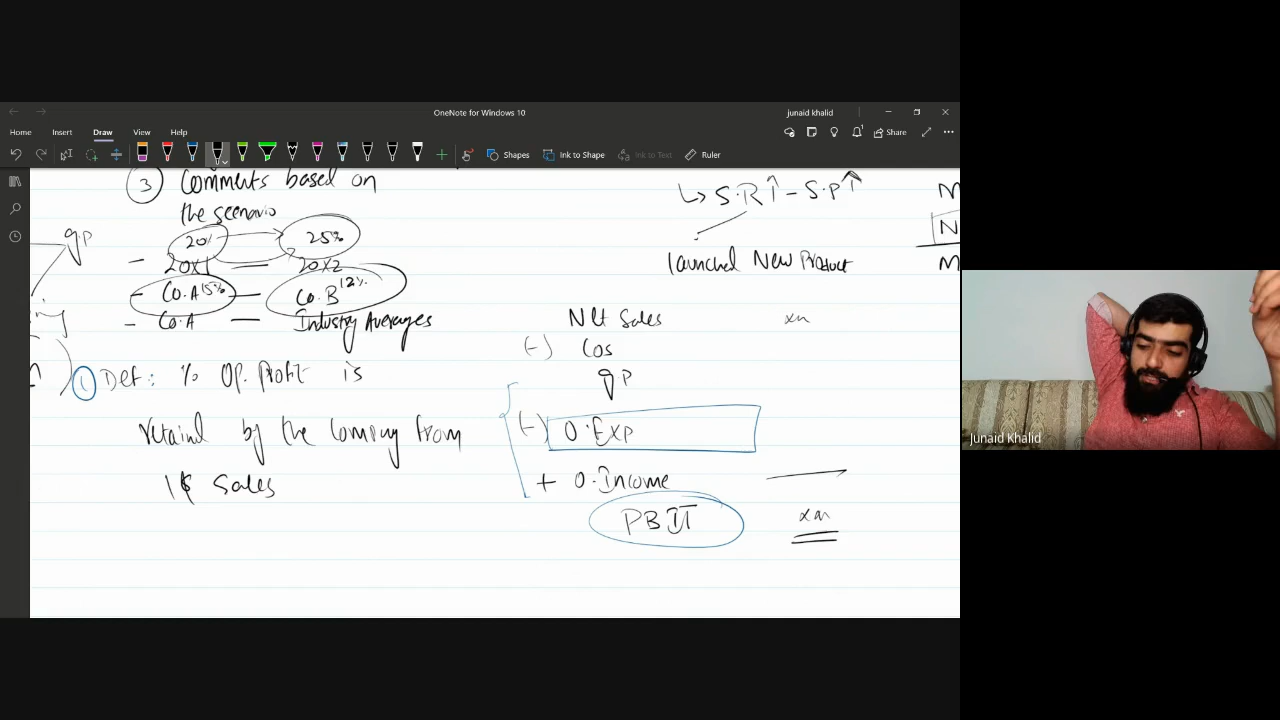 OneNote for Windows 10
junaid khalid
Home Insert Draw View Help
Share
Shapes Ink to Shape Ink to Text Ruler
3 Comments based on
the scenario
gp
20% 25%
- 20X1 — 20X2
- Co.A 15% — Co.B 12%
- Co.A — Industry Averages
1 Def: % Op. profit is
retained by the Company from
1$ Sales
S.R↑ - S.P↑
launched New Product
Net Sales xx
(-) Cos
gp
(-) O.Exp
+ O.Income
PBIT xx
Junaid Khalid